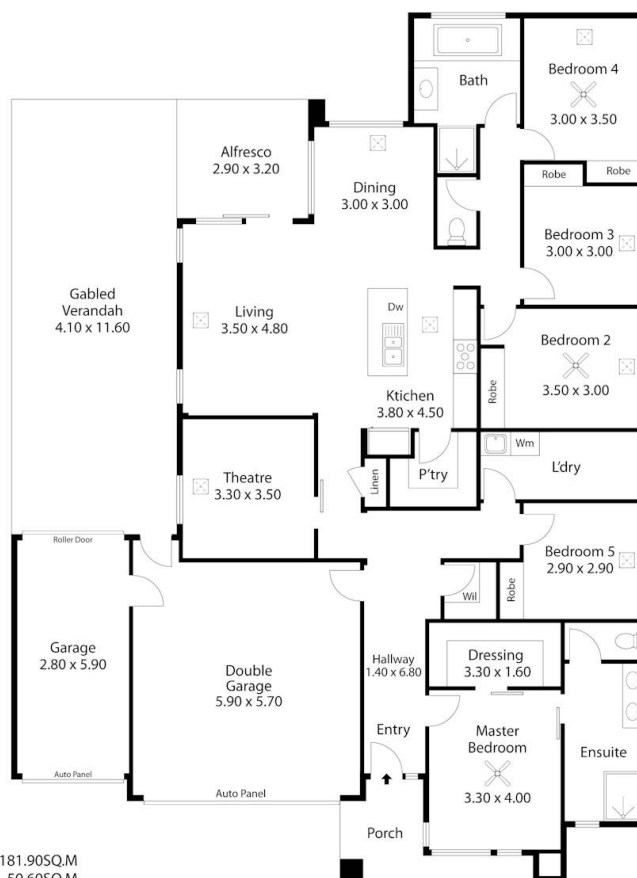 Bath
Bedroom 4
3.00 x 3.50
Alfresco
2.90 x 3.20
Dining
3.00 x 3.00
Robe
Robe
Bedroom 3
3.00 x 3.00
Gabled
Verandah
4.10 x 11.60
Living
3.50 x 4.80
Dw
Bedroom 2
3.50 x 3.00
Robe
Ktichen
3.80 x 4.50
Theatre
3.30 x 3.50
Linen
P'try
Wm
L'dry
Roller Door
Bedroom 5
2.90 x 2.90
Wil
Robe
Garage
2.80 x 5.90
Double
Garage
5.90 x 5.70
Hallway
1.40 x 6.80
Dressing
3.30 x 1.60
Entry
Master
Bedroom
3.30 x 4.00
Ensuite
Auto Panel
Auto Panel
Porch
181.90SQ.M
50.60SQ.M